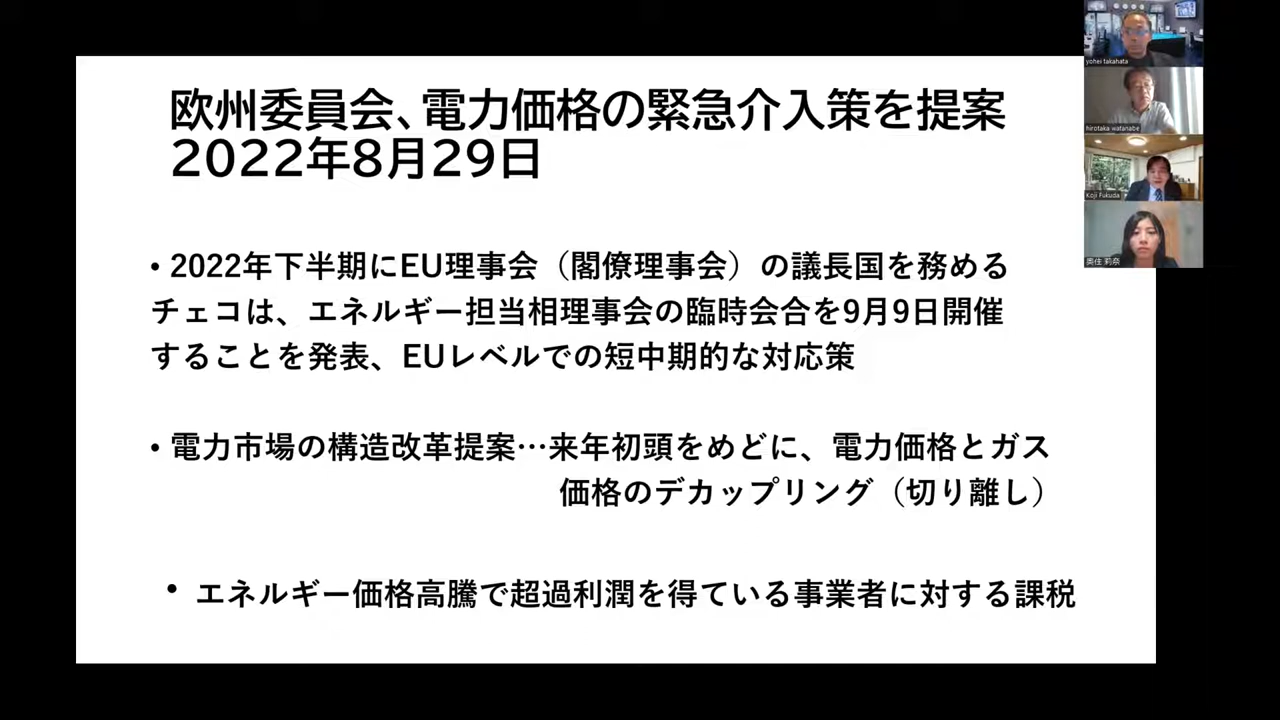 欧州委員会、電力価格の緊急介入策を提案
2022年8月29日
• 2022年下半期にEU理事会（閣僚理事会）の議長国を務める
チェコは、エネルギー担当相理事会の臨時会合を9月9日開催
することを発表、EUレベルでの短中期的な対応策
• 電力市場の構造改革提案…来年初頭をめどに、電力価格とガス
価格のデカップリング（切り離し）
• エネルギー価格高騰で超過利潤を得ている事業者に対する課税
yohei takahata
hirotaka watanabe
Koji Fukuda
奥住 莉奈